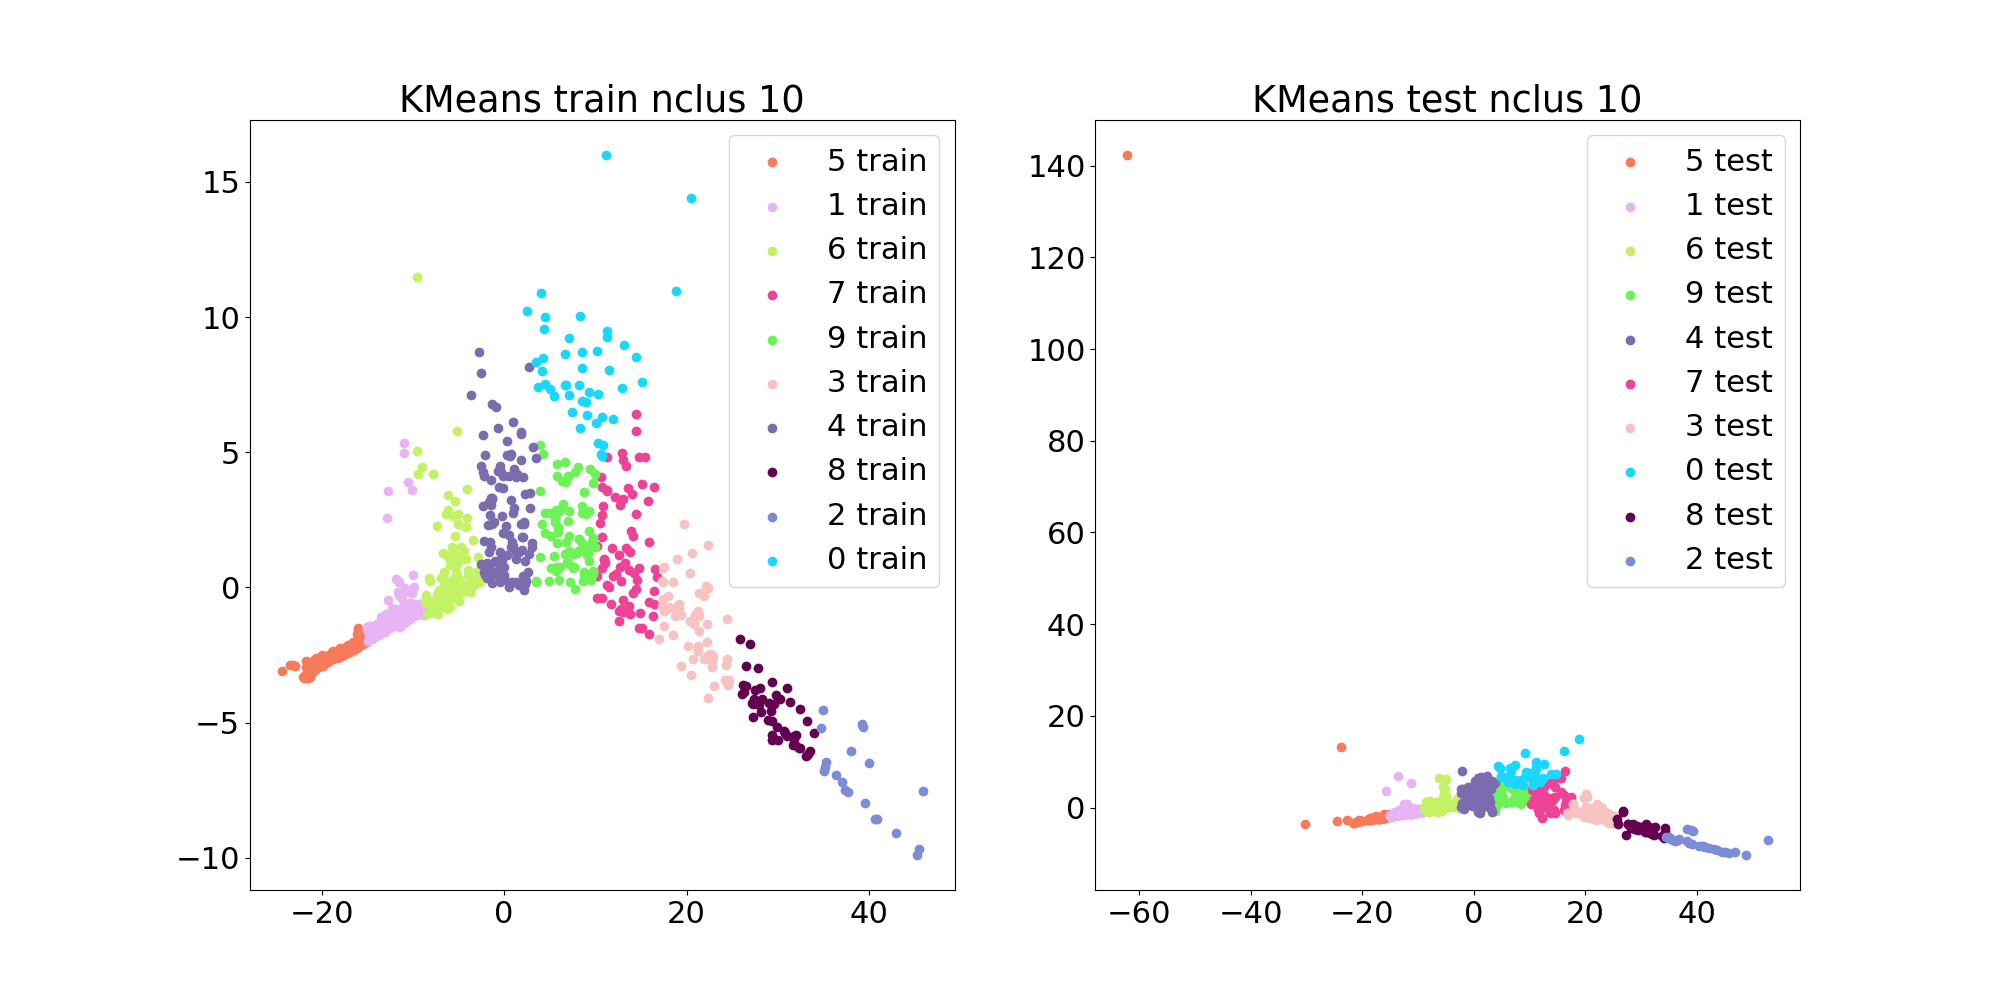 KMeans train nclus 10
15
10
5
0
−5
−10
−20
0
20
40
5 train
1 train
6 train
7 train
9 train
3 train
4 train
8 train
2 train
0 train
KMeans test nclus 10
140
120
100
80
60
40
20
0
−60
−40
−20
0
20
40
5 test
1 test
6 test
9 test
4 test
7 test
3 test
0 test
8 test
2 test